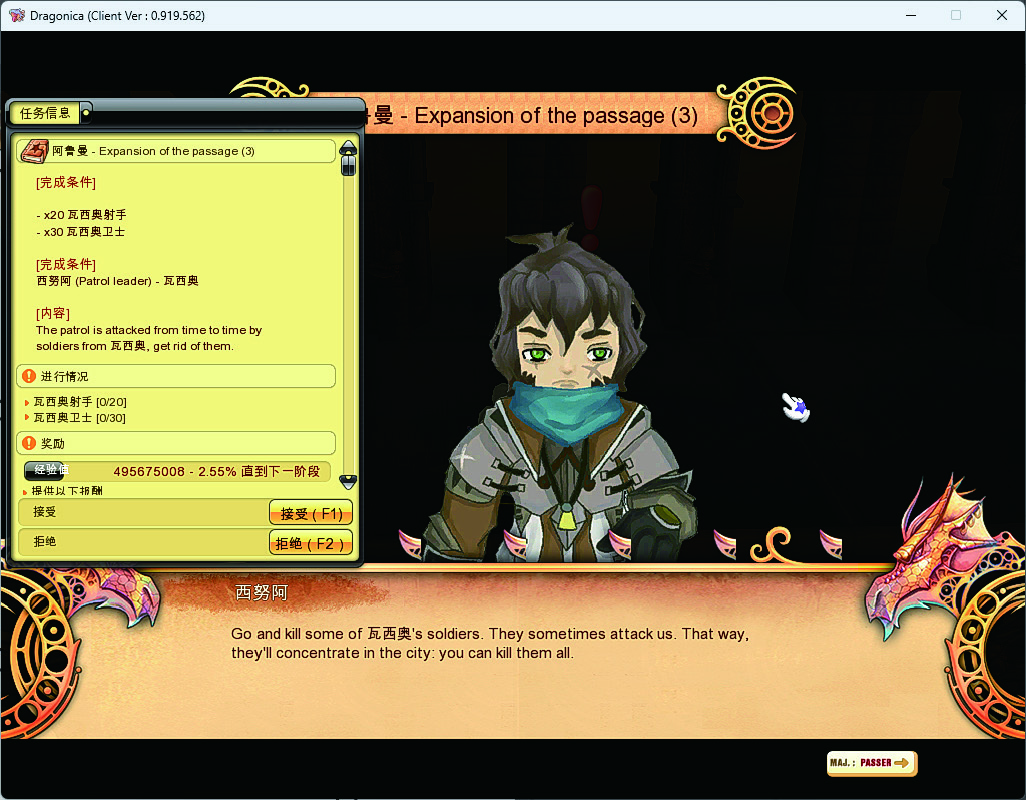 Dragonica (Client Ver : 0.919.562)
曼 - Expansion of the passage (3)
任务信息
阿鲁曼 - Expansion of the passage (3)
[完成条件]
- x20 瓦西奥射手
- x30 瓦西奥卫士
[完成条件]
西努阿 (Patrol leader) - 瓦西奥
[内容]
The patrol is attacked from time to time by
soldiers from 瓦西奥, get rid of them.
进行情况
瓦西奥射手 [0/20]
瓦西奥卫士 [0/30]
奖励
经验值 495675008 - 2.55% 直到下一阶段
提供以下报酬
接受 接受 ( F1)
拒绝 拒绝 ( F2 )
西努阿
Go and kill some of 瓦西奥's soldiers. They sometimes attack us. That way,
they'll concentrate in the city: you can kill them all.
MAJ. : PASSER